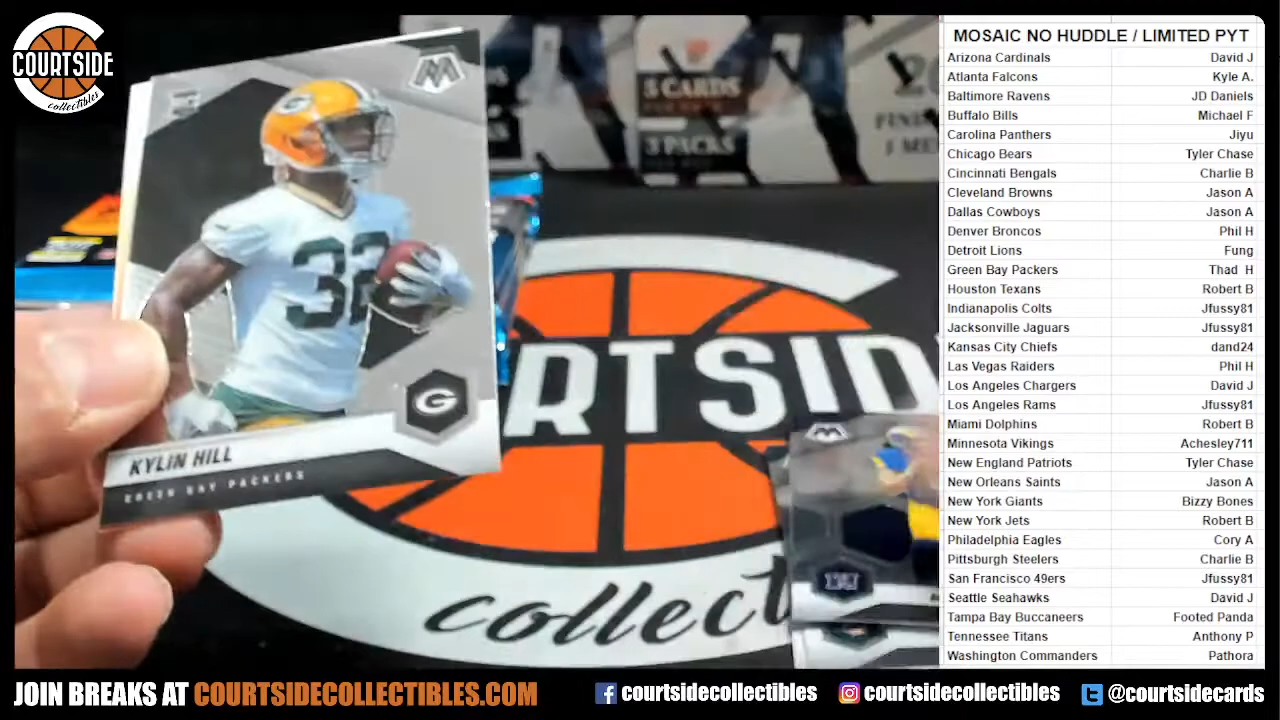 COURTSIDE
collectibles
5 CARDS
3 PACKS
RC
G
32
G
KYLIN HILL
GREEN BAY PACKERS
RTSID
collect
MOSAIC NO HUDDLE / LIMITED PYT
Arizona Cardinals David J
Atlanta Falcons Kyle A.
Baltimore Ravens JD Daniels
Buffalo Bills Michael F
Carolina Panthers Jiyu
Chicago Bears Tyler Chase
Cincinnati Bengals Charlie B
Cleveland Browns Jason A
Dallas Cowboys Jason A
Denver Broncos Phil H
Detroit Lions Fung
Green Bay Packers Thad H
Houston Texans Robert B
Indianapolis Colts Jfussy81
Jacksonville Jaguars Jfussy81
Kansas City Chiefs dand24
Las Vegas Raiders Phil H
Los Angeles Chargers David J
Los Angeles Rams Jfussy81
Miami Dolphins Robert B
Minnesota Vikings Achesley711
New England Patriots Tyler Chase
New Orleans Saints Jason A
New York Giants Bizzy Bones
New York Jets Robert B
Philadelphia Eagles Cory A
Pittsburgh Steelers Charlie B
San Francisco 49ers Jfussy81
Seattle Seahawks David J
Tampa Bay Buccaneers Footed Panda
Tennessee Titans Anthony P
Washington Commanders Pathora
JOIN BREAKS AT COURTSIDECOLLECTIBLES.COM
courtsidecollectibles
courtsidecollectibles
@courtsidecards